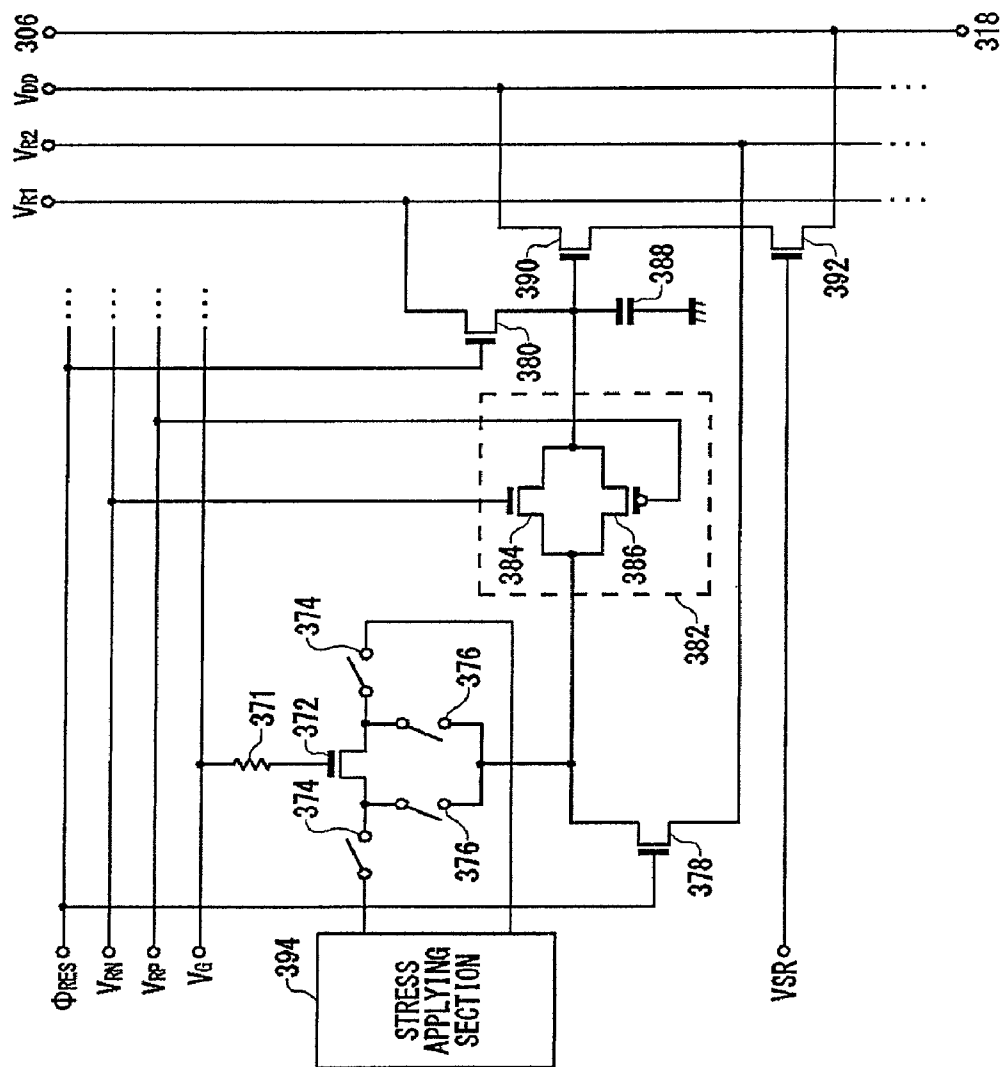 306
VDD
VR2
VR1
ΦRES
VRN
VRP
VG
VSR
394
STRESS
APPLYING
SECTION
371
372
374
374
376
376
378
380
382
384
386
388
390
392
318